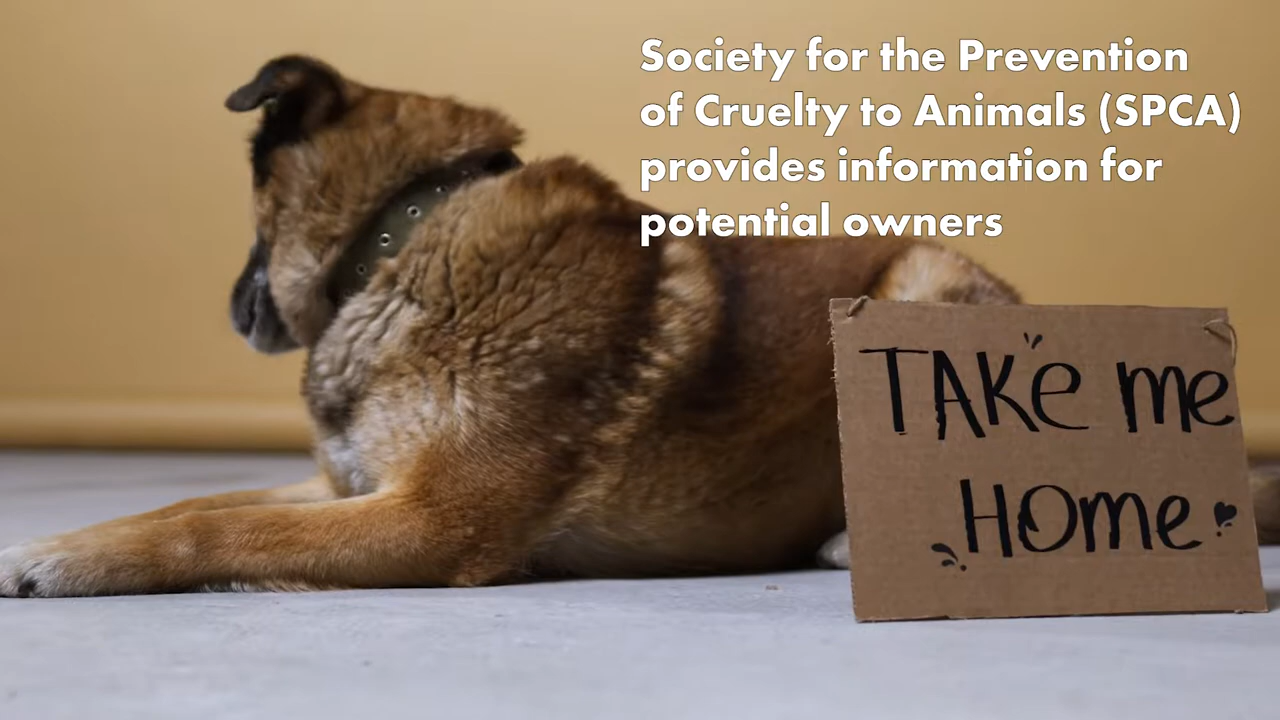 Society for the Prevention
of Cruelty to Animals (SPCA)
provides information for
potential owners
TAKe me
Home